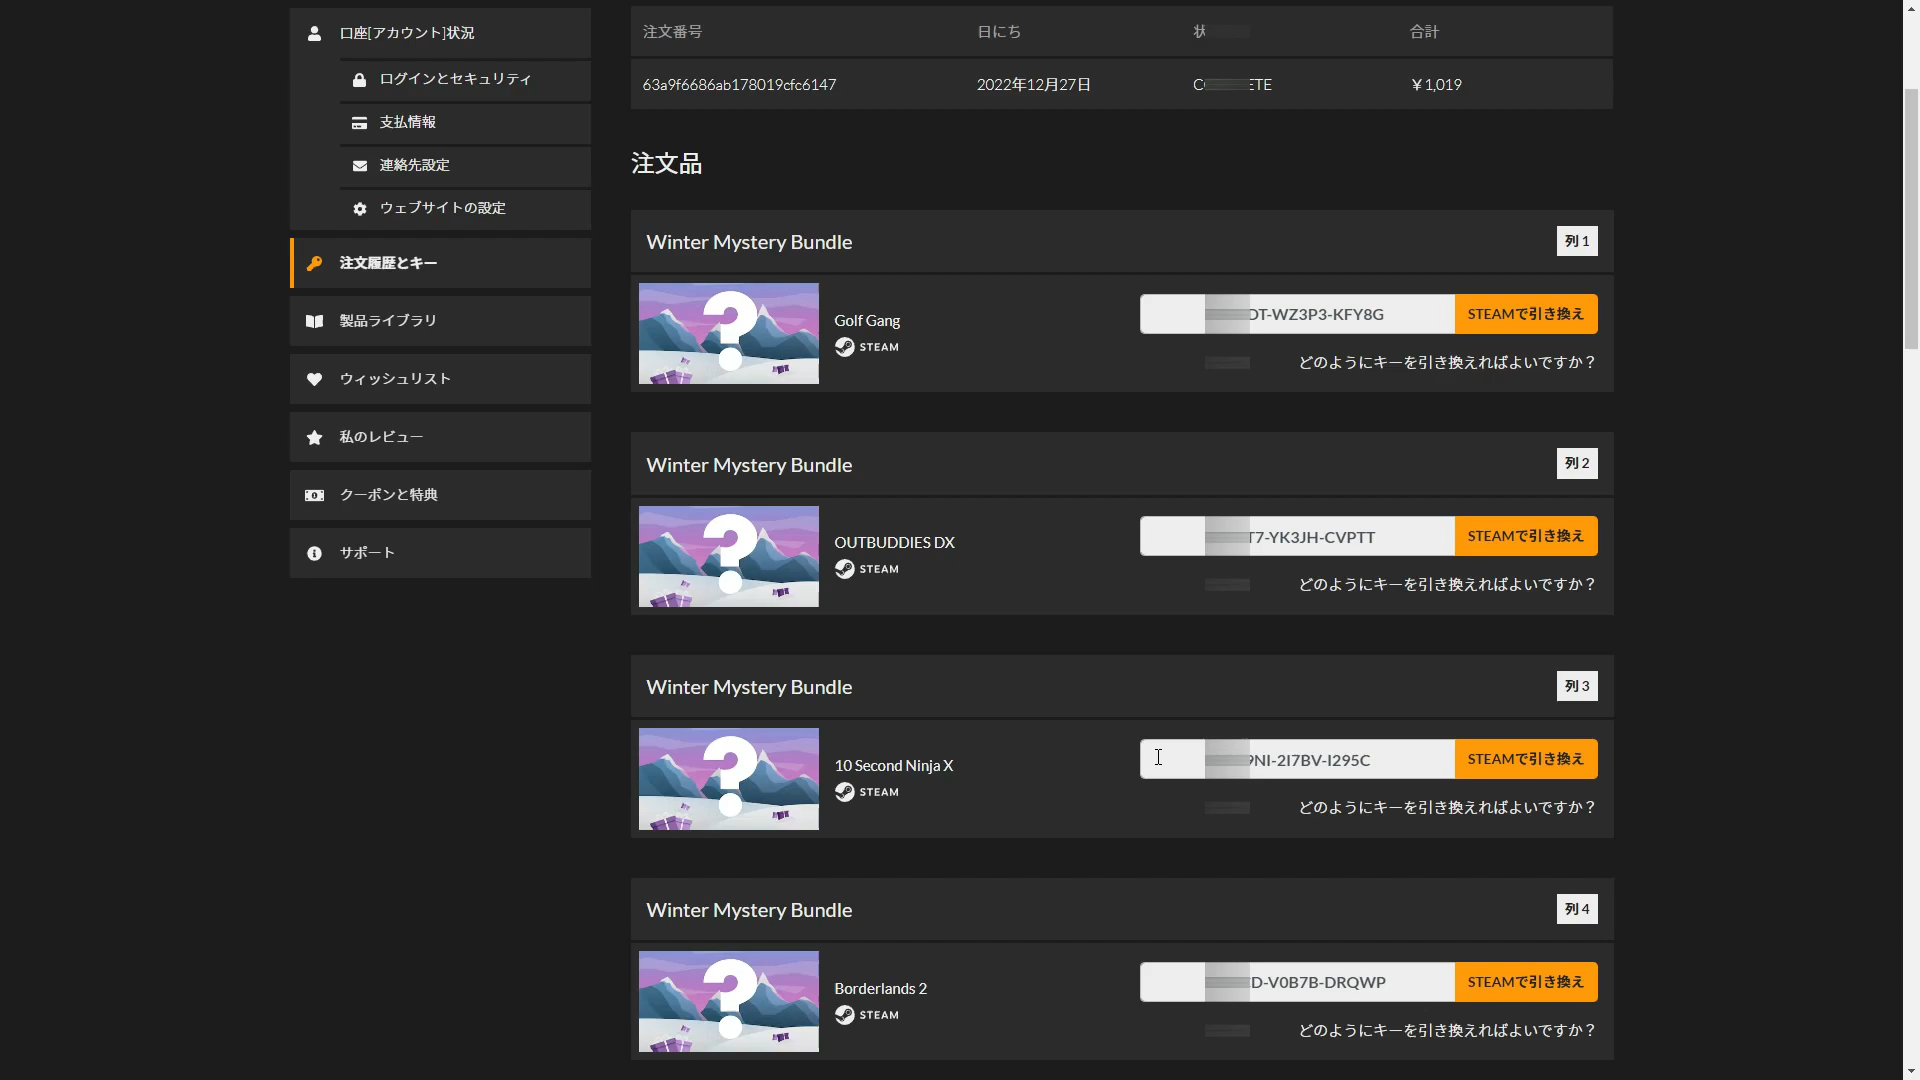 口座[アカウント]状況
ログインとセキュリティ
支払情報
連絡先設定
ウェブサイトの設定
注文履歴とキー
製品ライブラリ
ウィッシュリスト
私のレビュー
クーポンと特典
サポート
注文番号 日にち 合計
63a9f6686ab178019cfc6147 2022年12月27日 ￥1,019
注文品
Winter Mystery Bundle 列 1
Golf Gang
STEAM
WZ3P3-KFY8G STEAMで引き換え
どのようにキーを引き換えればよいですか？
Winter Mystery Bundle 列 2
OUTBUDDIES DX
STEAM
YK3JH-CVPTT STEAMで引き換え
どのようにキーを引き換えればよいですか？
Winter Mystery Bundle 列 3
10 Second Ninja X
STEAM
2I7BV-I295C STEAMで引き換え
どのようにキーを引き換えればよいですか？
Winter Mystery Bundle 列 4
Borderlands 2
STEAM
V0B7B-DRQWP STEAMで引き換え
どのようにキーを引き換えればよいですか？